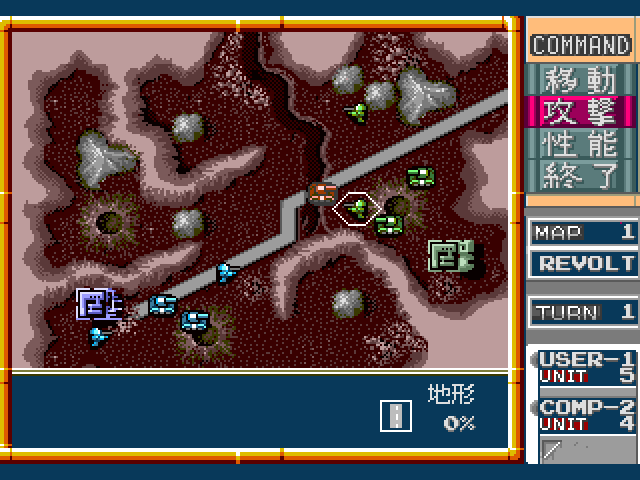 COMMAND
移動
攻撃
性能
終了
MAP 1
REVOLT
TURN 1
USER-1
UNIT 5
COMP-2
UNIT 4
地形
0%